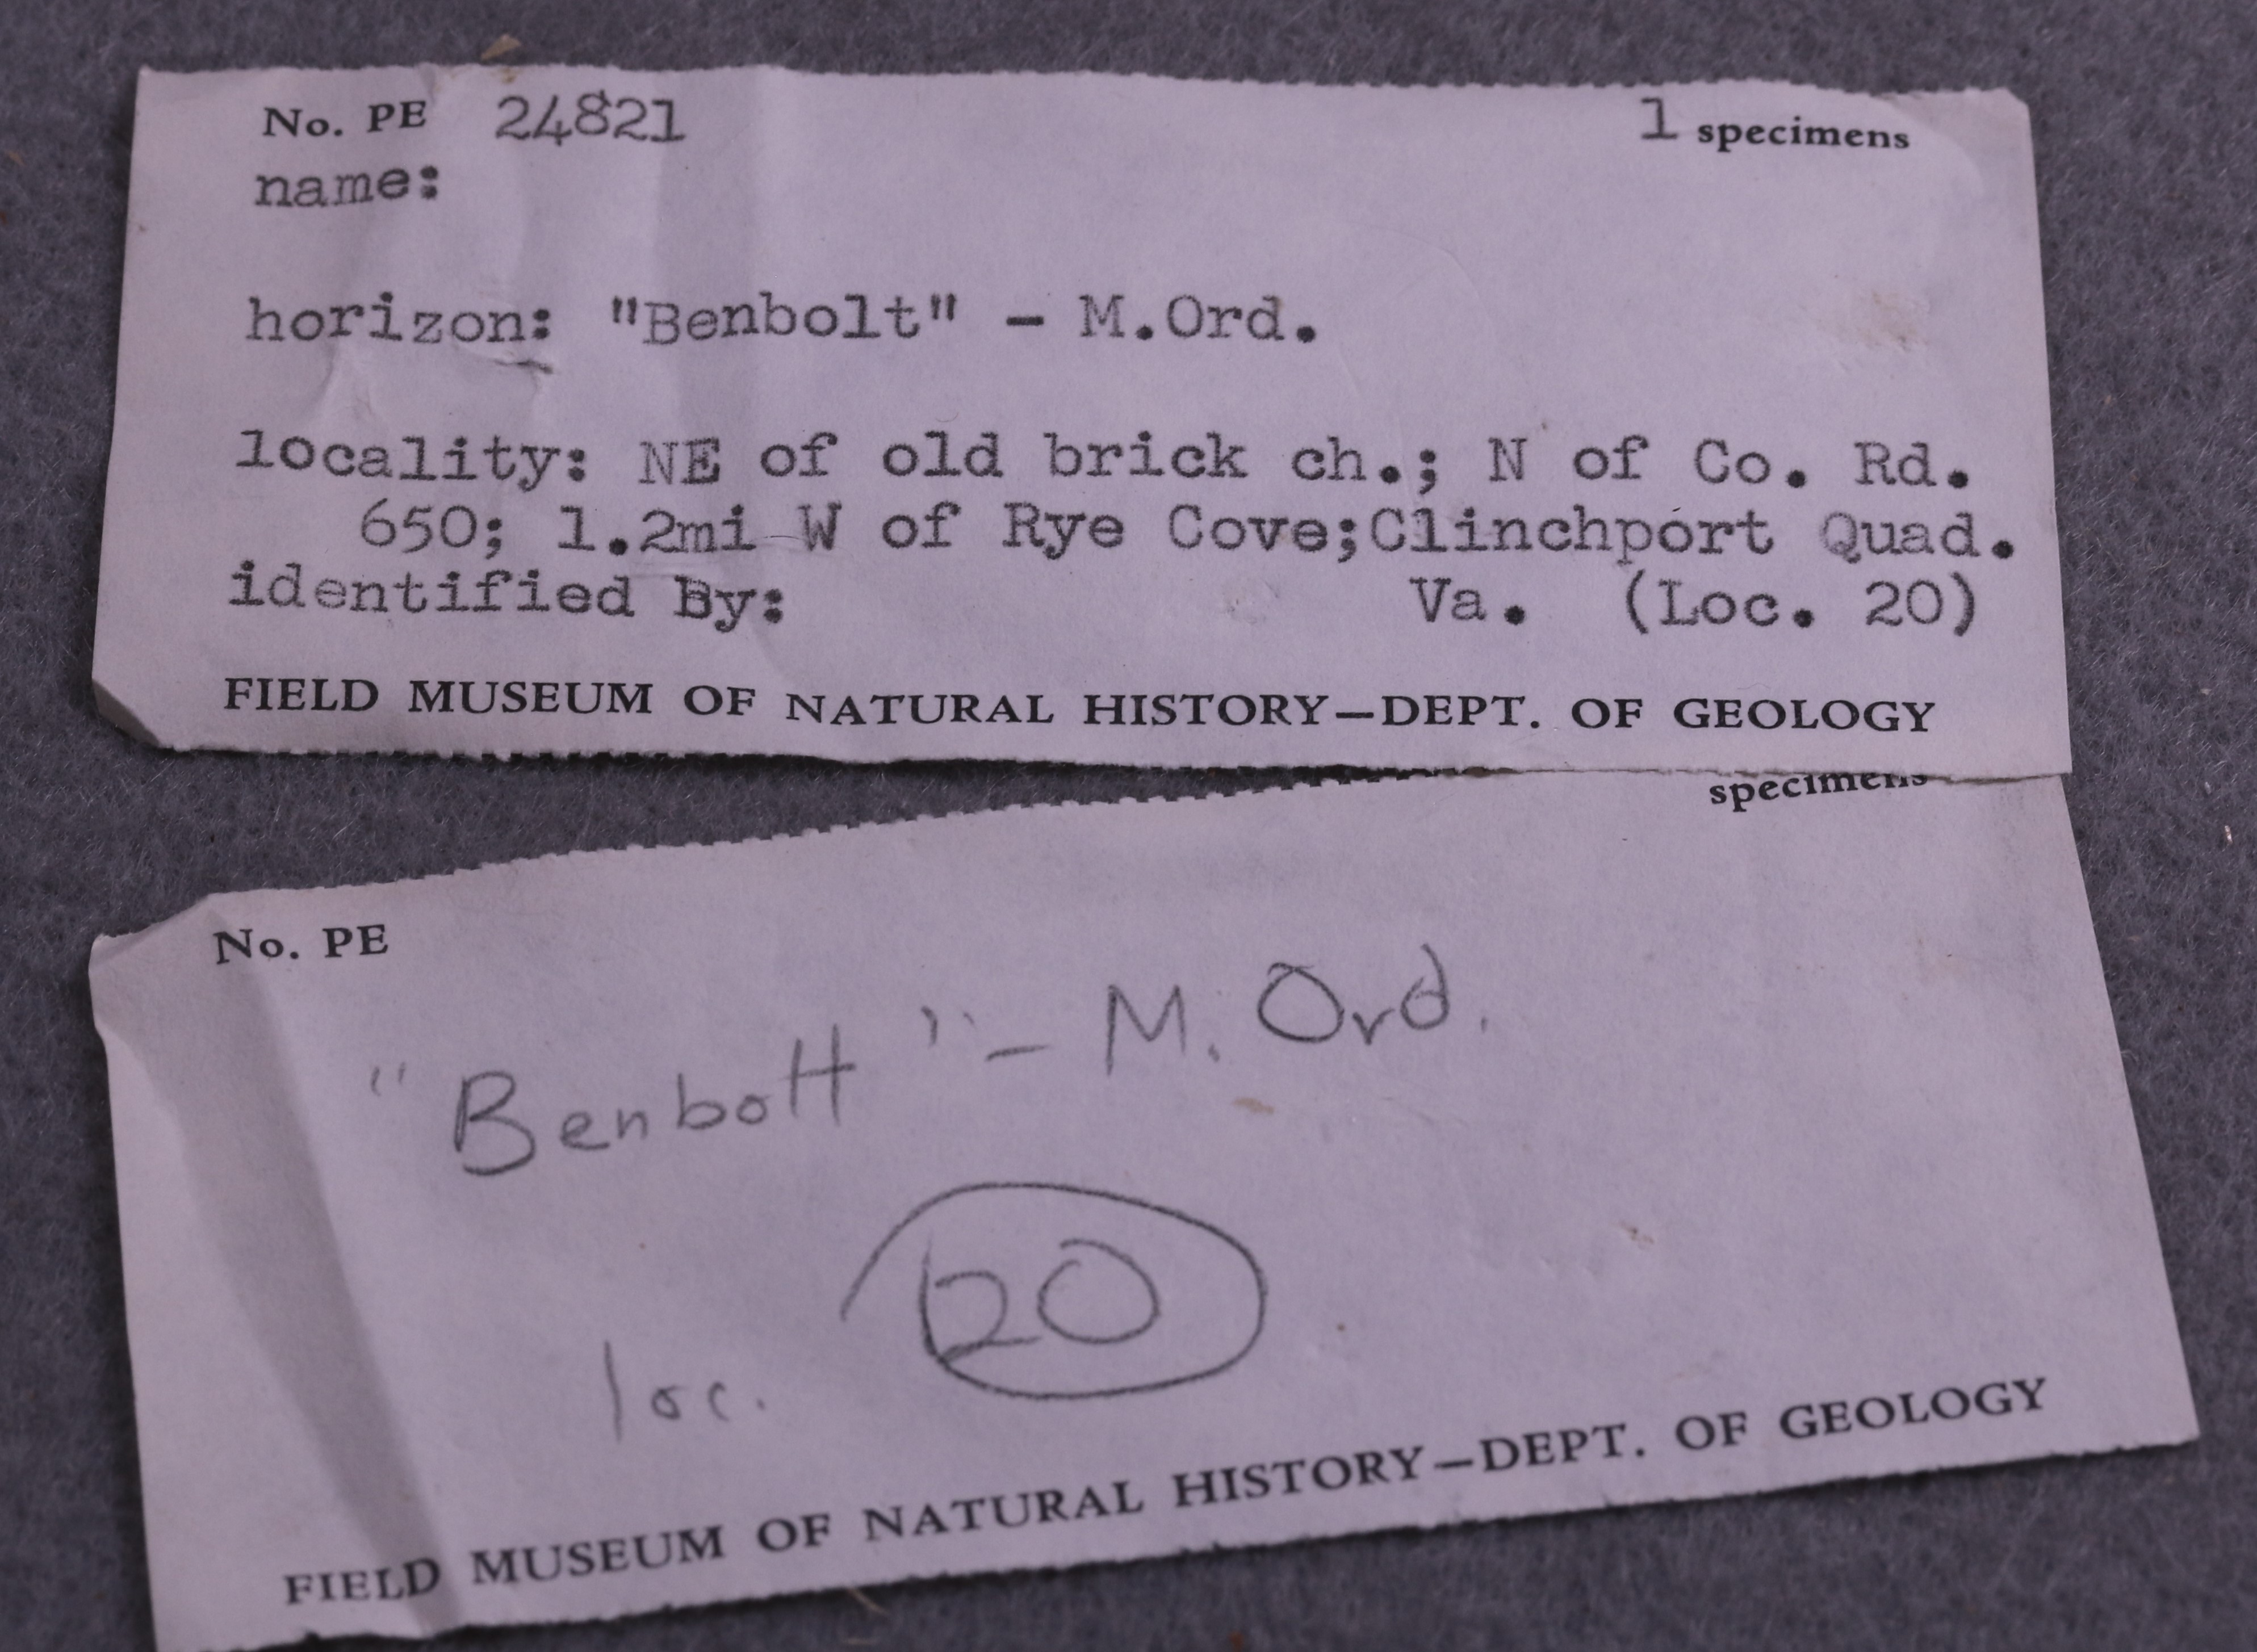 No. PE 24821 1 specimens
name:
horizon: "Benbolt" - M.Ord.
locality: NE of old brick ch.; N of Co. Rd.
650; 1.2mi W of Rye Cove;Clinchport Quad.
identified By: Va. (Loc. 20)
FIELD MUSEUM OF NATURAL HISTORY—DEPT. OF GEOLOGY
specimens
No. PE
"Benbolt" - M. Ord.
loc. 20
FIELD MUSEUM OF NATURAL HISTORY—DEPT. OF GEOLOGY